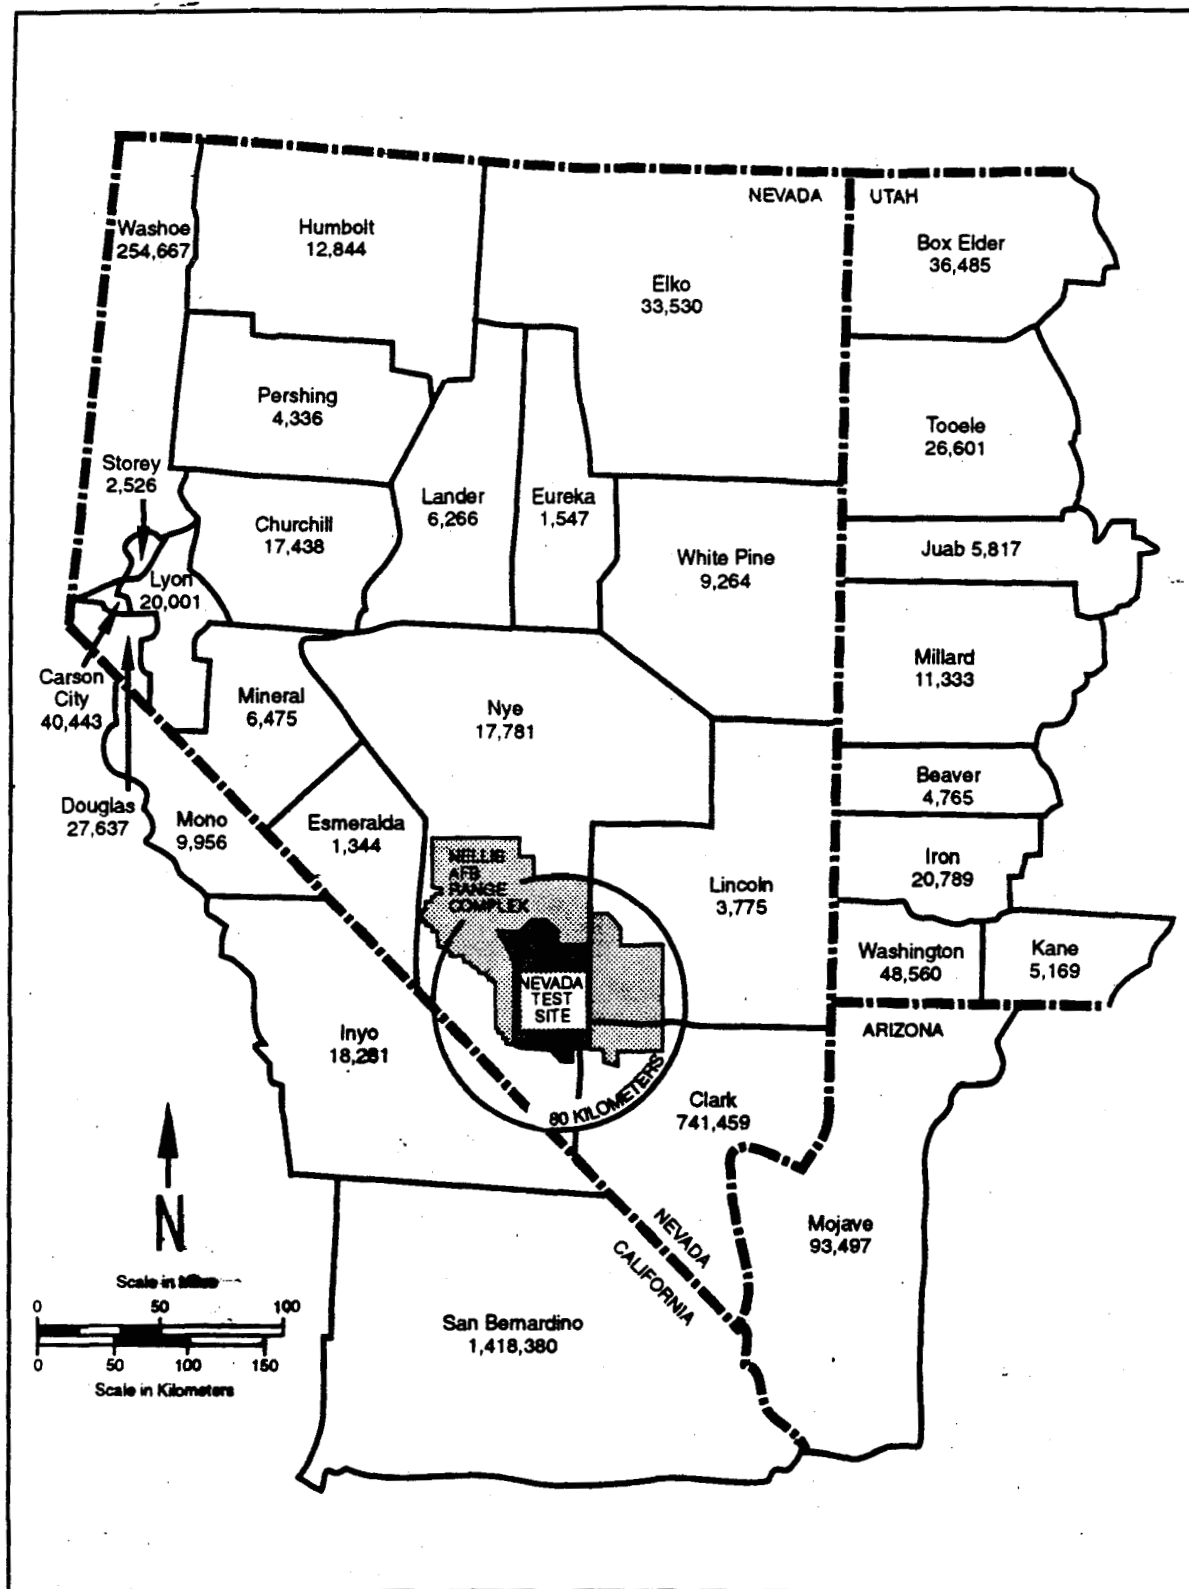 NEVADA
UTAH
Washoe
254,667
Humbolt
12,844
Elko
33,530
Box Elder
36,485
Pershing
4,336
Tooele
26,601
Storey
2,526
Churchill
17,438
Lander
6,266
Eureka
1,547
White Pine
9,264
Juab 5,817
Lyon
20,001
Carson
City
40,443
Mineral
6,475
Nye
17,781
Millard
11,333
Beaver
4,765
Douglas
27,637
Mono
9,956
Esmeralda
1,344
NELLIS
AFB
RANGE
COMPLEX
Lincoln
3,775
Iron
20,789
Washington
48,560
Kane
5,169
NEVADA
TEST
SITE
ARIZONA
Inyo
18,281
80 KILOMETERS
Clark
741,459
N
Mojave
93,497
NEVADA
CALIFORNIA
Scale in Miles
0 50 100
0 50 100 150
Scale in Kilometers
San Bernardino
1,418,380